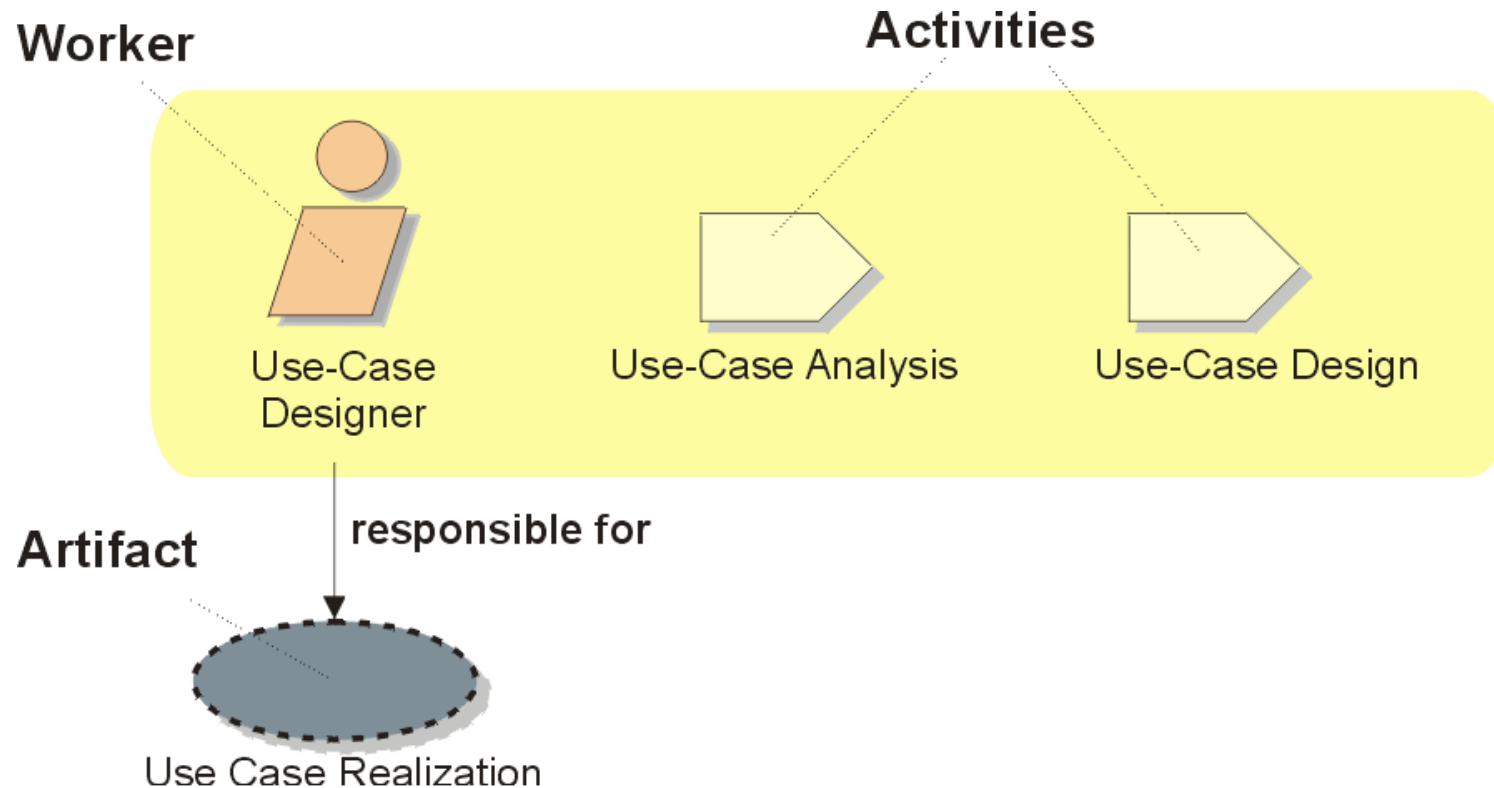 Worker
Activities
Use-Case
Designer
Use-Case Analysis
Use-Case Design
responsible for
Artifact
Use Case Realization